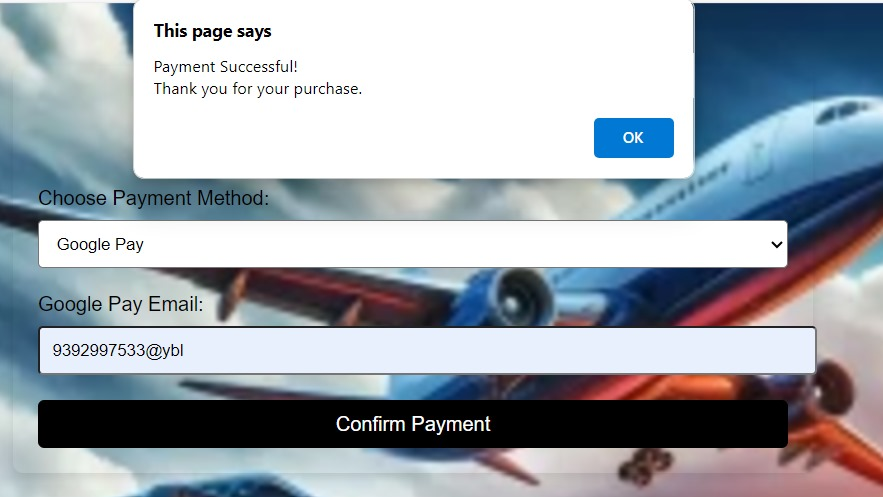 This page says
Payment Successful!
Thank you for your purchase.
OK
Choose Payment Method:
Google Pay
Google Pay Email:
9392997533@ybl
Confirm Payment